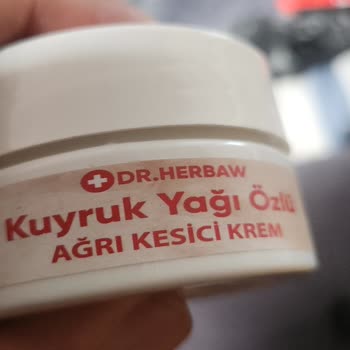 DR.HERBAW
Kuyruk Yağı Özlü
AĞRI KESİCİ KREM